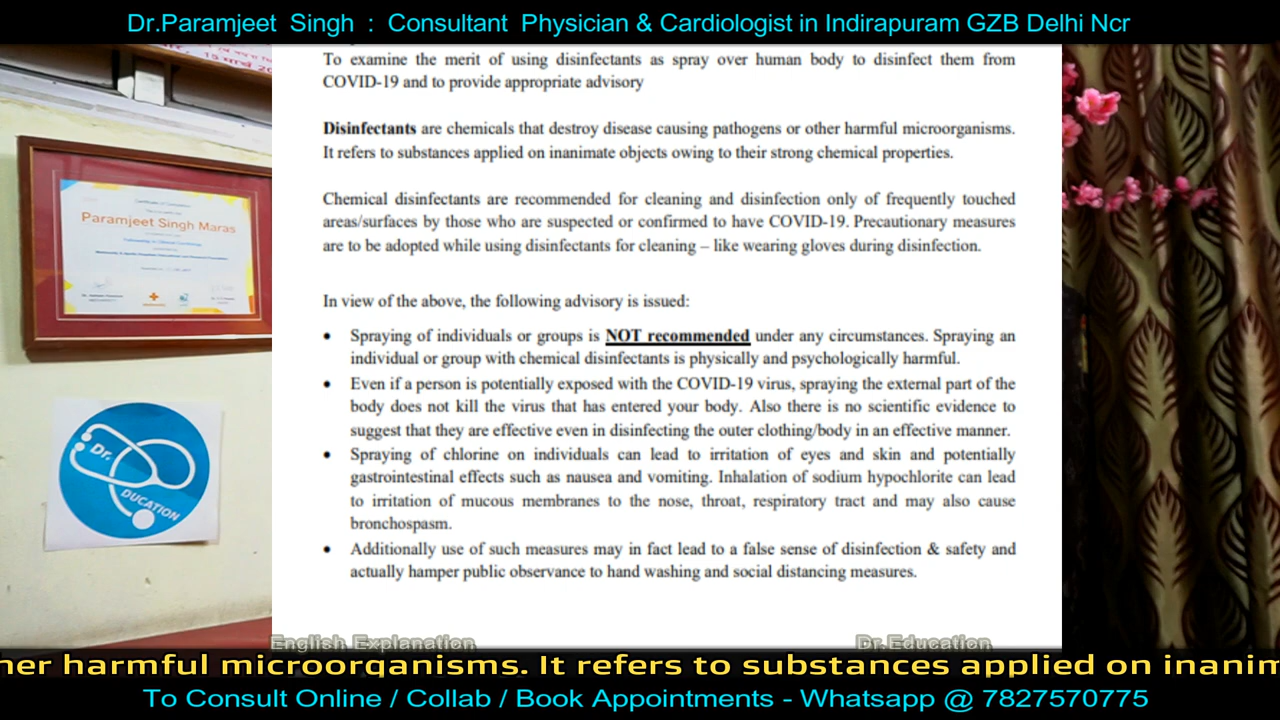 Dr.Paramjeet Singh : Consultant Physician & Cardiologist in Indirapuram GZB Delhi Ncr
To examine the merit of using disinfectants as spray over human body to disinfect them from
COVID-19 and to provide appropriate advisory
Disinfectants are chemicals that destroy disease causing pathogens or other harmful microorganisms.
It refers to substances applied on inanimate objects owing to their strong chemical properties.
Chemical disinfectants are recommended for cleaning and disinfection only of frequently touched
areas/surfaces by those who are suspected or confirmed to have COVID-19. Precautionary measures
are to be adopted while using disinfectants for cleaning – like wearing gloves during disinfection.
In view of the above, the following advisory is issued:
• Spraying of individuals or groups is NOT recommended under any circumstances. Spraying an
individual or group with chemical disinfectants is physically and psychologically harmful.
• Even if a person is potentially exposed with the COVID-19 virus, spraying the external part of the
body does not kill the virus that has entered your body. Also there is no scientific evidence to
suggest that they are effective even in disinfecting the outer clothing/body in an effective manner.
• Spraying of chlorine on individuals can lead to irritation of eyes and skin and potentially
gastrointestinal effects such as nausea and vomiting. Inhalation of sodium hypochlorite can lead
to irritation of mucous membranes to the nose, throat, respiratory tract and may also cause
bronchospasm.
• Additionally use of such measures may in fact lead to a false sense of disinfection & safety and
actually hamper public observance to hand washing and social distancing measures.
Paramjeet Singh Maras
Dr.
DUCATION
English Explanation
Dr.Education
her harmful microorganisms. It refers to substances applied on inanim
To Consult Online / Collab / Book Appointments - Whatsapp @ 7827570775